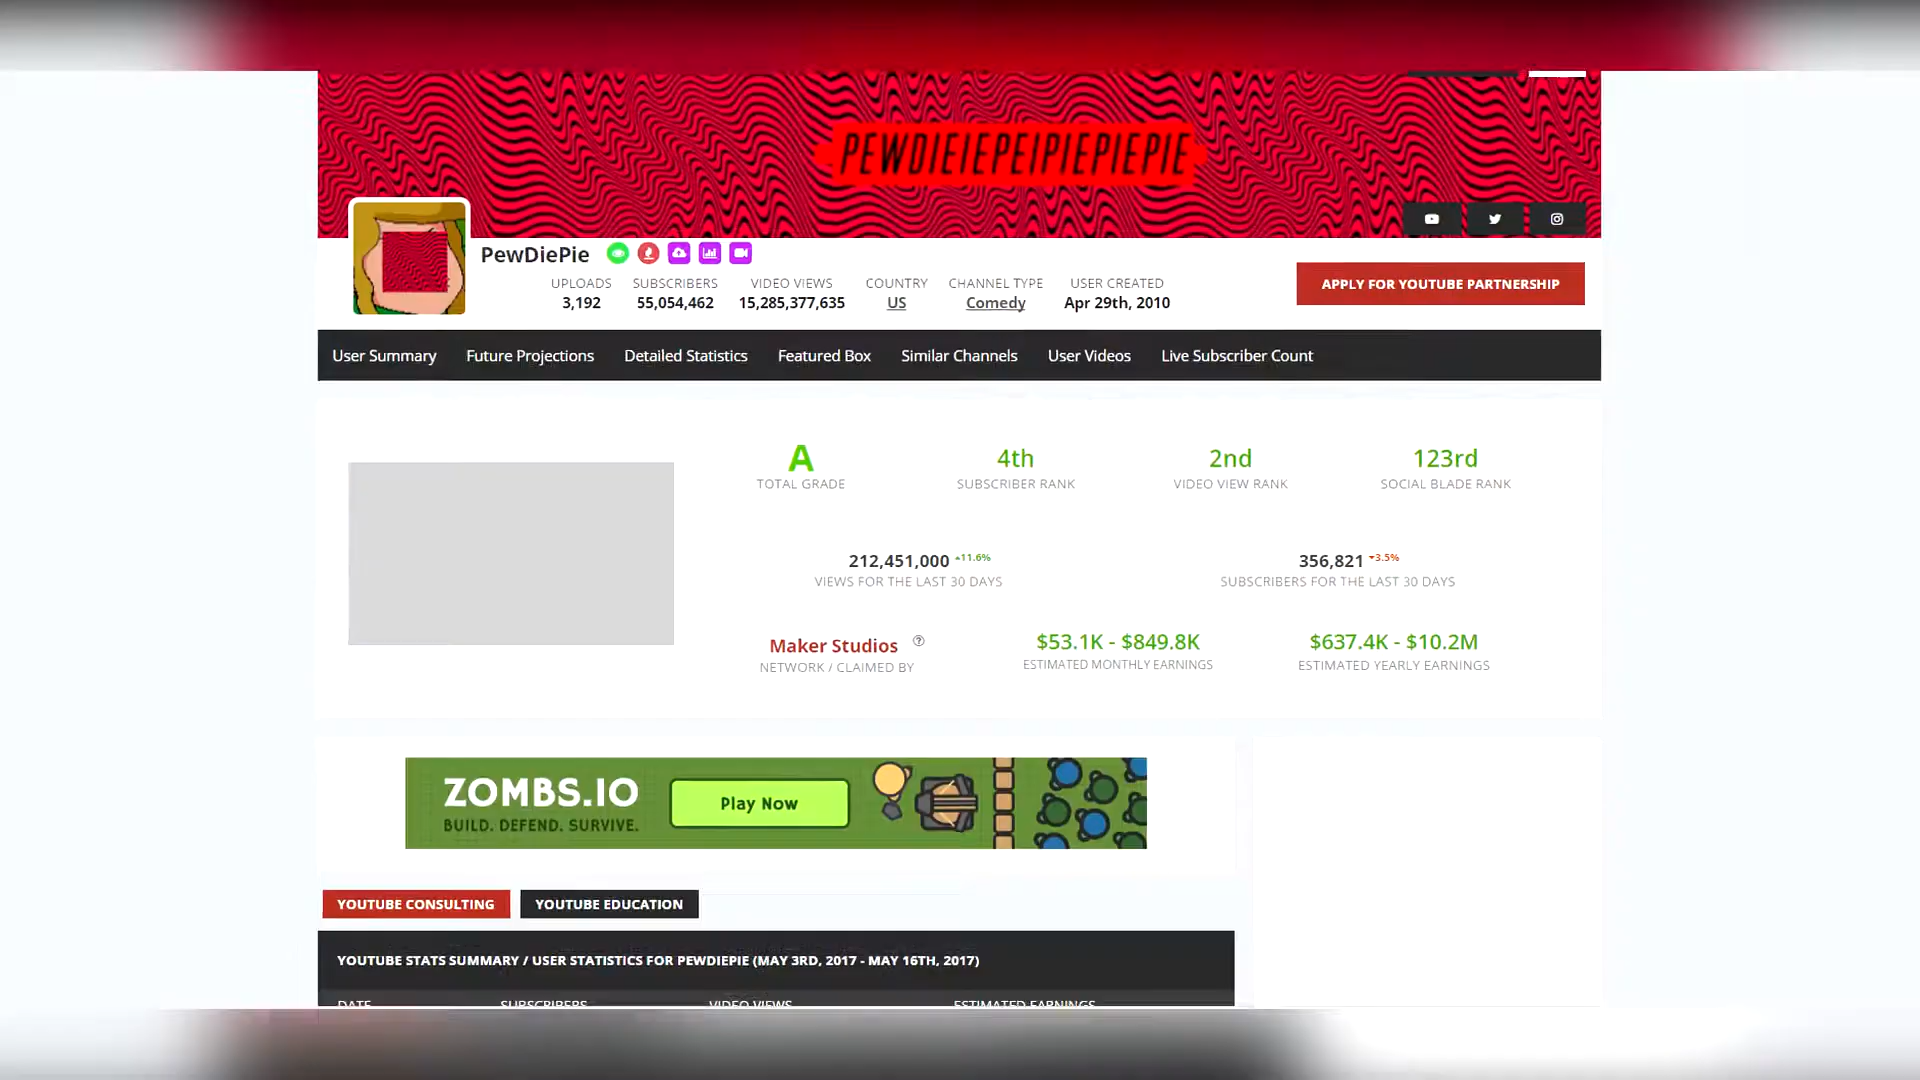 PEWDIEIEPEIPIEPIEPIE
PewDiePie
UPLOADS SUBSCRIBERS VIDEO VIEWS COUNTRY CHANNEL TYPE USER CREATED
3,192 55,054,462 15,285,377,635 US Comedy Apr 29th, 2010
APPLY FOR YOUTUBE PARTNERSHIP
User Summary Future Projections Detailed Statistics Featured Box Similar Channels User Videos Live Subscriber Count
A 4th 2nd 123rd
TOTAL GRADE SUBSCRIBER RANK VIDEO VIEW RANK SOCIAL BLADE RANK
212,451,000 11.6% 356,821 3.5%
VIEWS FOR THE LAST 30 DAYS SUBSCRIBERS FOR THE LAST 30 DAYS
Maker Studios ? $53.1K - $849.8K $637.4K - $10.2M
NETWORK / CLAIMED BY ESTIMATED MONTHLY EARNINGS ESTIMATED YEARLY EARNINGS
ZOMBS.IO
BUILD. DEFEND. SURVIVE.
Play Now
YOUTUBE CONSULTING YOUTUBE EDUCATION
YOUTUBE STATS SUMMARY / USER STATISTICS FOR PEWDIEPIE (MAY 3RD, 2017 - MAY 16TH, 2017)
DATE SUBSCRIBERS VIDEO VIEWS ESTIMATED EARNINGS